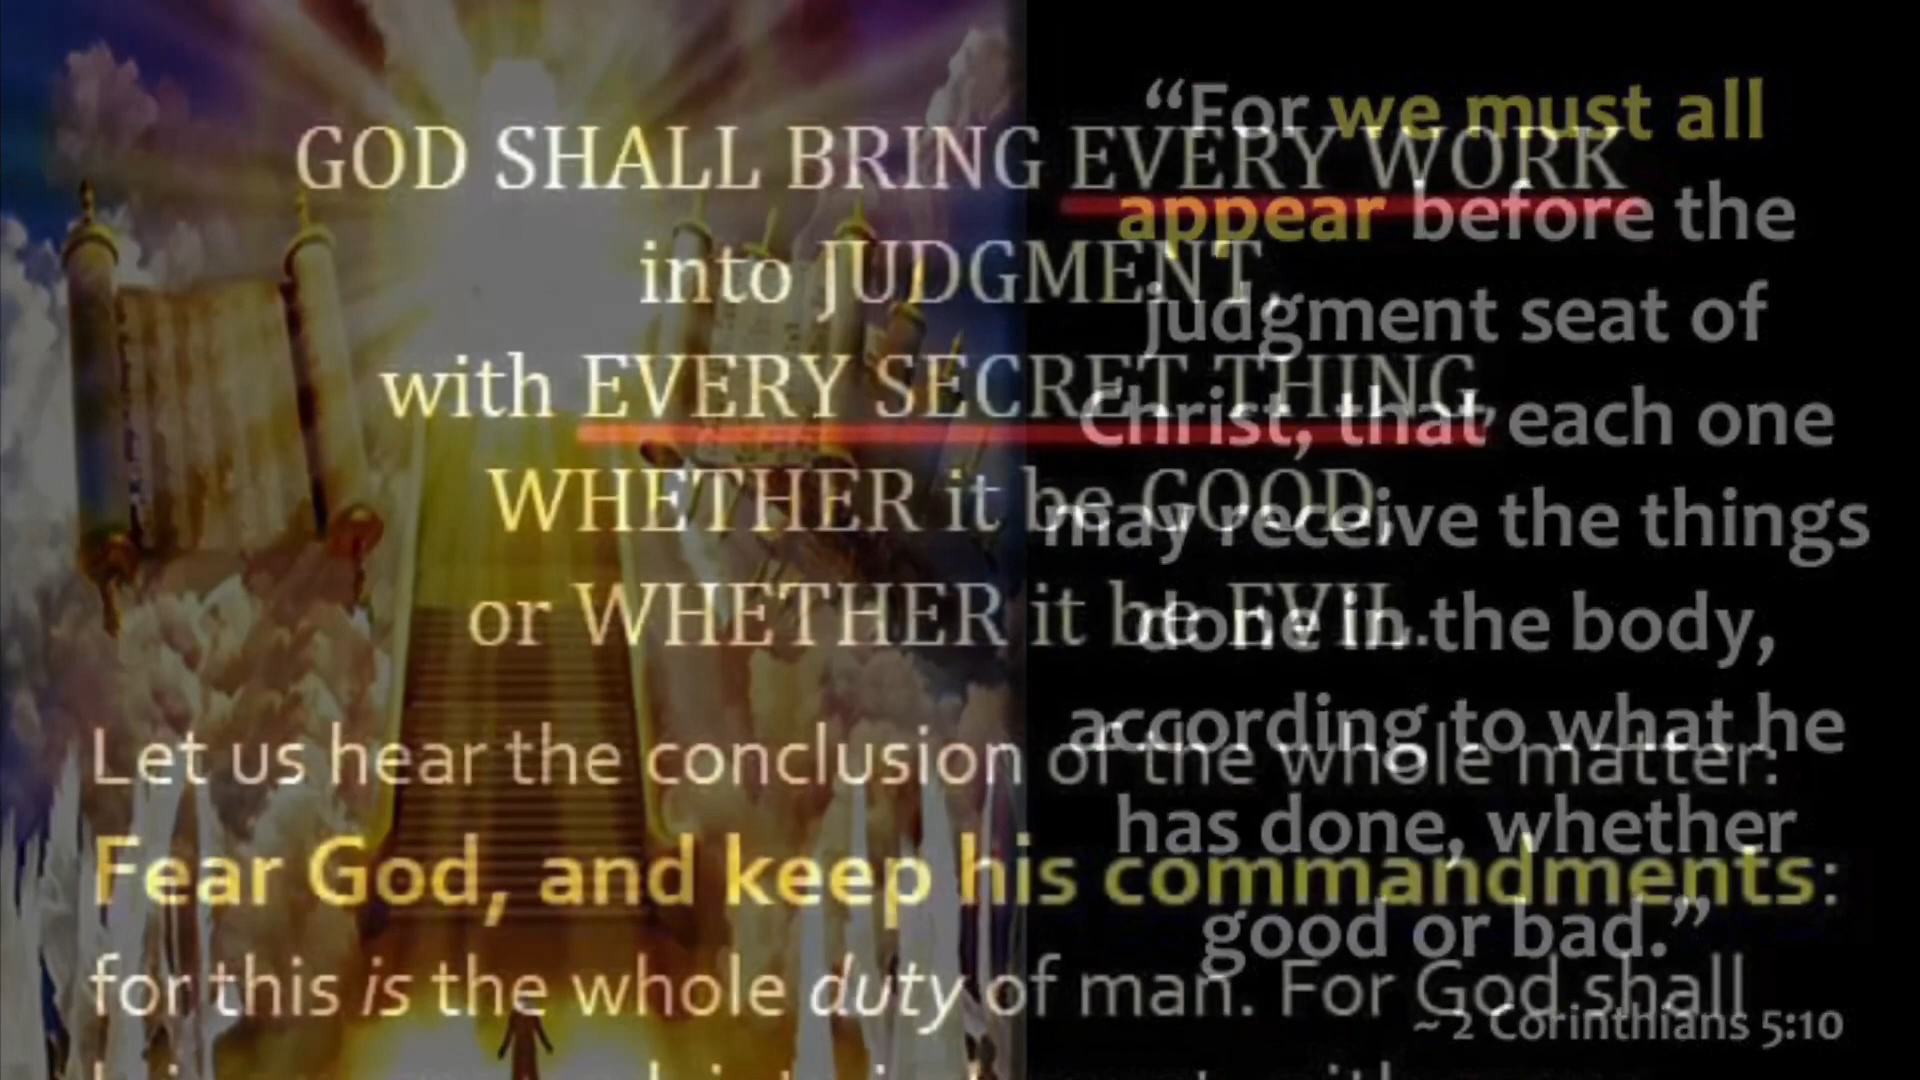 GOD SHALL BRING EVERY WORK
into JUDGMENT,
with EVERY SECRET THING,
WHETHER it be GOOD,
or WHETHER it be EVIL.
Let us hear the conclusion of the whole matter:
Fear God, and keep his commandments:
for this is the whole duty of man. For God shall
“For we must all
appear before the
judgment seat of
Christ, that each one
may receive the things
done in the body,
according to what he
has done, whether
good or bad.”
~ 2 Corinthians 5:10